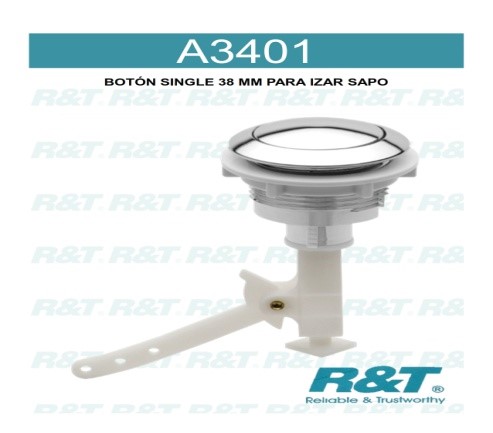 A3401
BOTÓN SINGLE 38 MM PARA IZAR SAPO
R&T® R&T® R&T® R&T® R&T®
R&T® R&T® R&T® R&T®
R&T® R&T® R&T® R&T®
R&T® R&T® R&T® R&T®
R&T® R&T® R&T® R&T®
R&T®
Reliable & Trustworthy